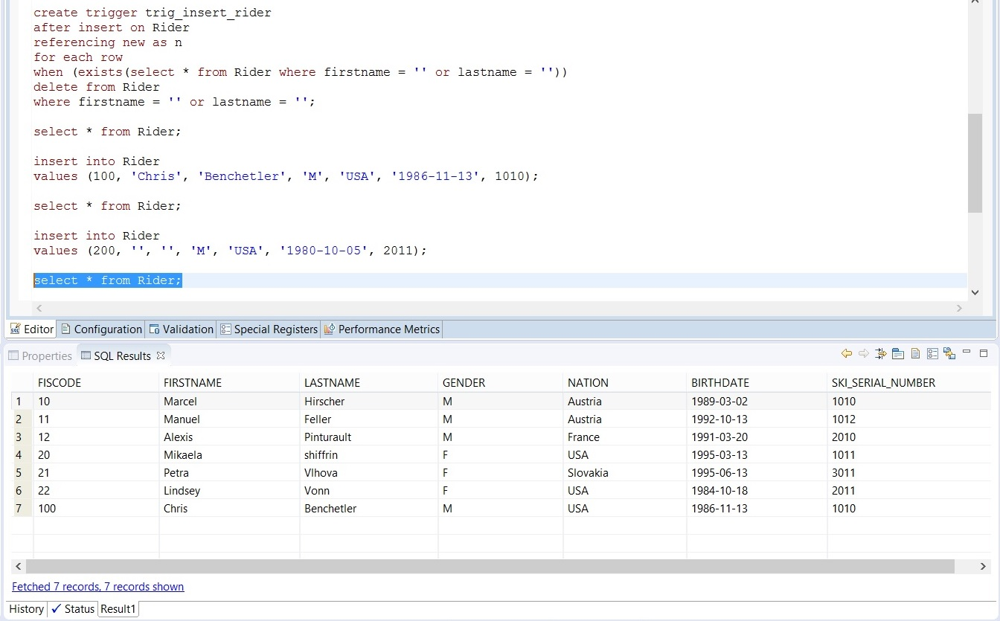 create trigger trig_insert_rider
after insert on Rider
referencing new as n
for each row
when (exists(select * from Rider where firstname = '' or lastname = ''))
delete from Rider
where firstname = '' or lastname = '';
select * from Rider;
insert into Rider
values (100, 'Chris', 'Benchetler', 'M', 'USA', '1986-11-13', 1010);
select * from Rider;
insert into Rider
values (200, '', '', 'M', 'USA', '1980-10-05', 2011);
select * from Rider;
Editor Configuration Validation Special Registers Performance Metrics
Properties SQL Results
FISCODE FIRSTNAME LASTNAME GENDER NATION BIRTHDATE SKI_SERIAL_NUMBER
1 10 Marcel Hirscher M Austria 1989-03-02 1010
2 11 Manuel Feller M Austria 1992-10-13 1012
3 12 Alexis Pinturault M France 1991-03-20 2010
4 20 Mikaela shiffrin F USA 1995-03-13 1011
5 21 Petra Vlhova F Slovakia 1995-06-13 3011
6 22 Lindsey Vonn F USA 1984-10-18 2011
7 100 Chris Benchetler M USA 1986-11-13 1010
Fetched 7 records, 7 records shown
History Status Result1